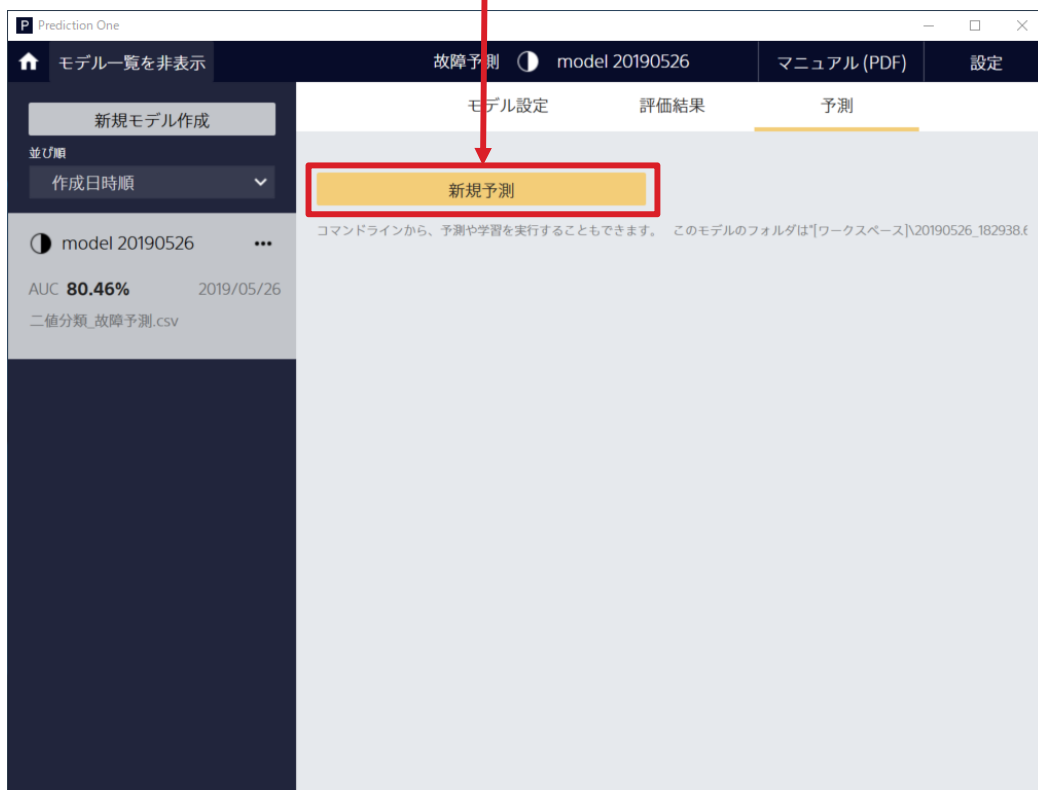 P Prediction One
モデル一覧を非表示
故障予測 model 20190526
マニュアル (PDF)
設定
新規モデル作成
並び順
作成日時順
model 20190526 •••
AUC 80.46% 2019/05/26
二値分類_故障予測.csv
モデル設定
評価結果
予測
新規予測
コマンドラインから、予測や学習を実行することもできます。 このモデルのフォルダは"[ワークスペース]\20190526_182938.6